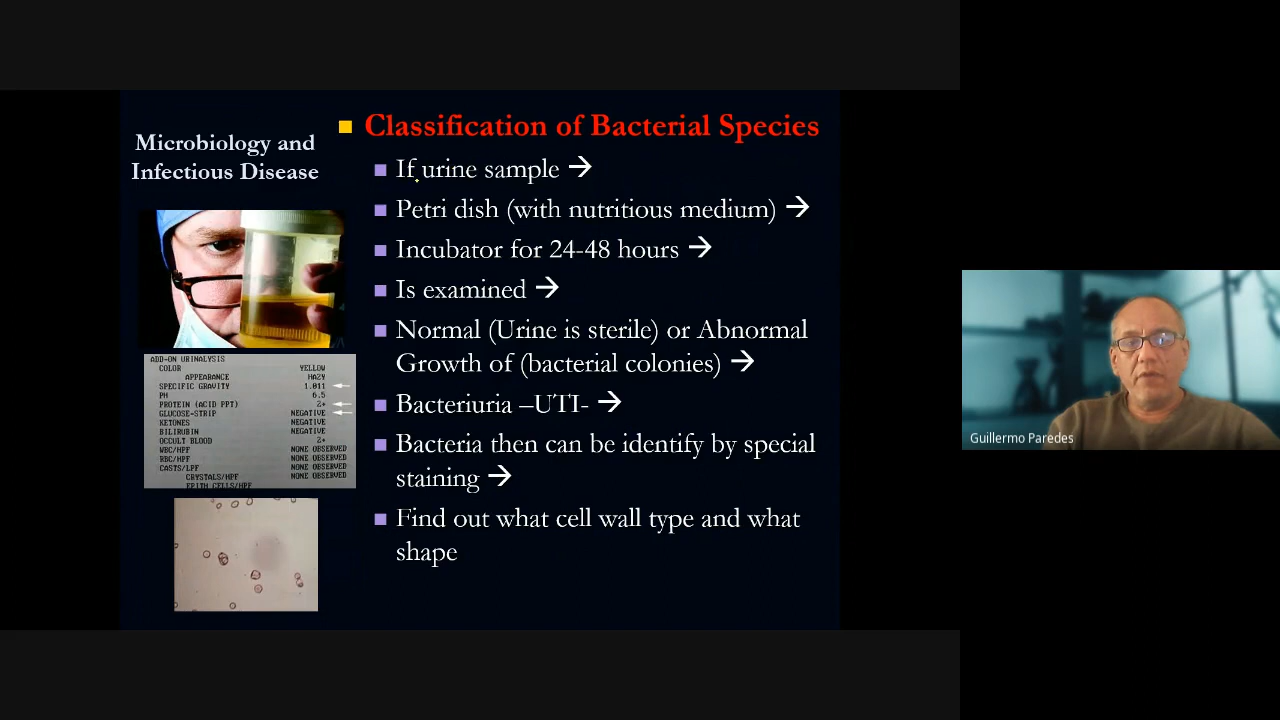 Microbiology and
Infectious Disease
Classification of Bacterial Species
If urine sample →
Petri dish (with nutritious medium) →
Incubator for 24-48 hours →
Is examined →
Normal (Urine is sterile) or Abnormal
Growth of (bacterial colonies) →
Bacteriuria –UTI- →
Bacteria then can be identify by special
staining →
Find out what cell wall type and what
shape
ADD-ON URINALYSIS
COLOR YELLOW
APPEARANCE HAZY
SPECIFIC GRAVITY 1.011
PH 6.5
PROTEIN (ACID PPT) 2+
GLUCOSE-STRIP NEGATIVE
KETONES NEGATIVE
BILIRUBIN NEGATIVE
OCCULT BLOOD 2+
WBC/HPF NONE OBSERVED
RBC/HPF NONE OBSERVED
CASTS/LPF NONE OBSERVED
CRYSTALS/HPF NONE OBSERVED
EPITH CELLS/HPF
Guillermo Paredes